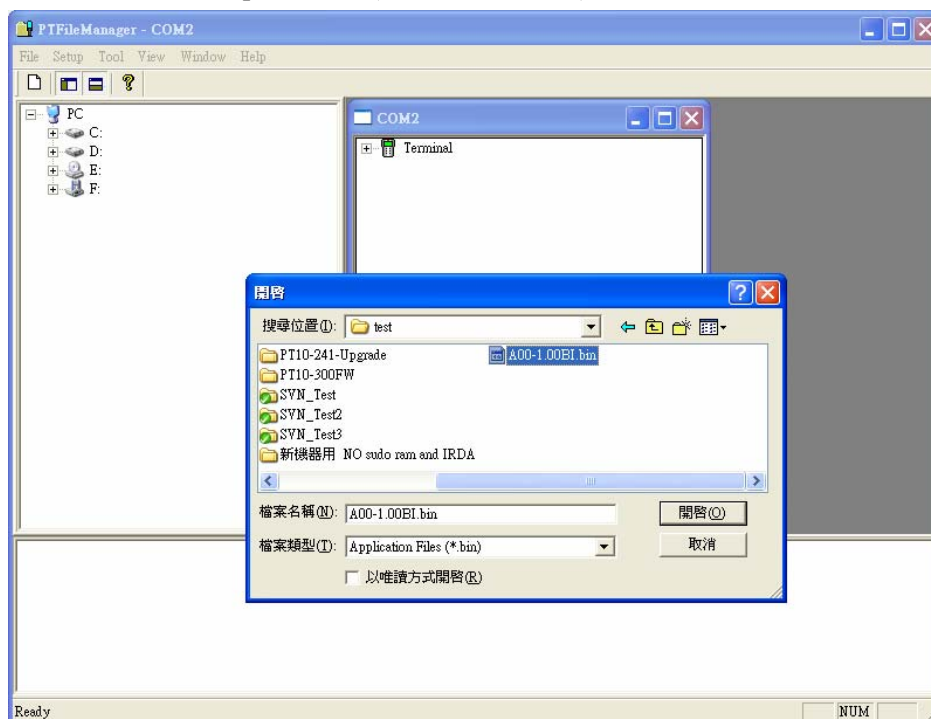 PTFileManager - COM2
File Setup Tool View Window Help
PC
C:
D:
E:
F:
COM2
Terminal
開啓
搜尋位置(I): test
PT10-241-Upgrade
PT10-300FW
SVN_Test
SVN_Test2
SVN_Test3
新機器用 NO sudo ram and IRDA
A00-1.00BI.bin
檔案名稱(N): A00-1.00BI.bin 開啓(O)
檔案類型(T): Application Files (*.bin) 取消
以唯讀方式開啓(R)
Ready NUM